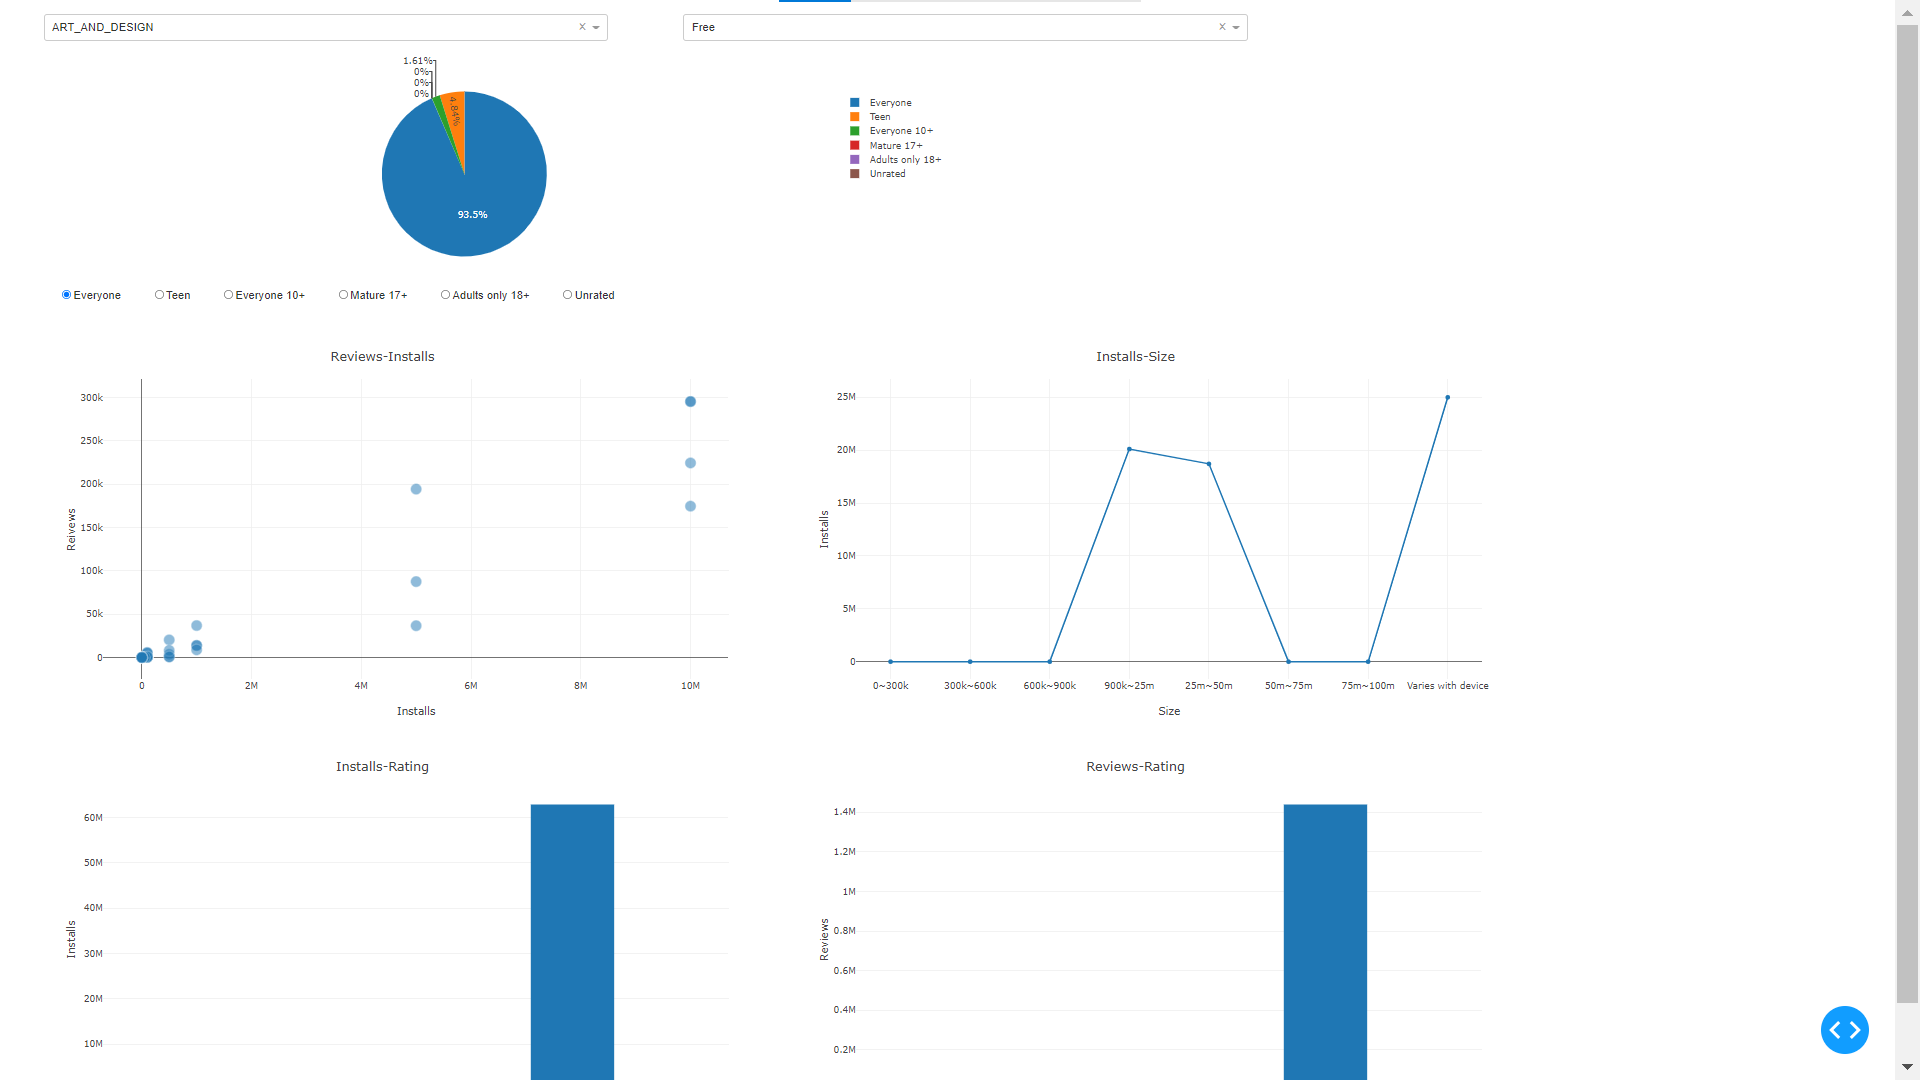 ART_AND_DESIGN
Free
1.61%
0%
0%
0%
4.84%
93.5%
Everyone
Teen
Everyone 10+
Mature 17+
Adults only 18+
Unrated
Everyone Teen Everyone 10+ Mature 17+ Adults only 18+ Unrated
Reviews-Installs
300k
250k
200k
150k
100k
50k
0
Reivews
0 2M 4M 6M 8M 10M
Installs
Installs-Size
25M
20M
15M
10M
5M
0
Installs
0~300k 300k~600k 600k~900k 900k~25m 25m~50m 50m~75m 75m~100m Varies with device
Size
Installs-Rating
60M
50M
40M
30M
20M
10M
Installs
Reviews-Rating
1.4M
1.2M
1M
0.8M
0.6M
0.4M
0.2M
Reviews